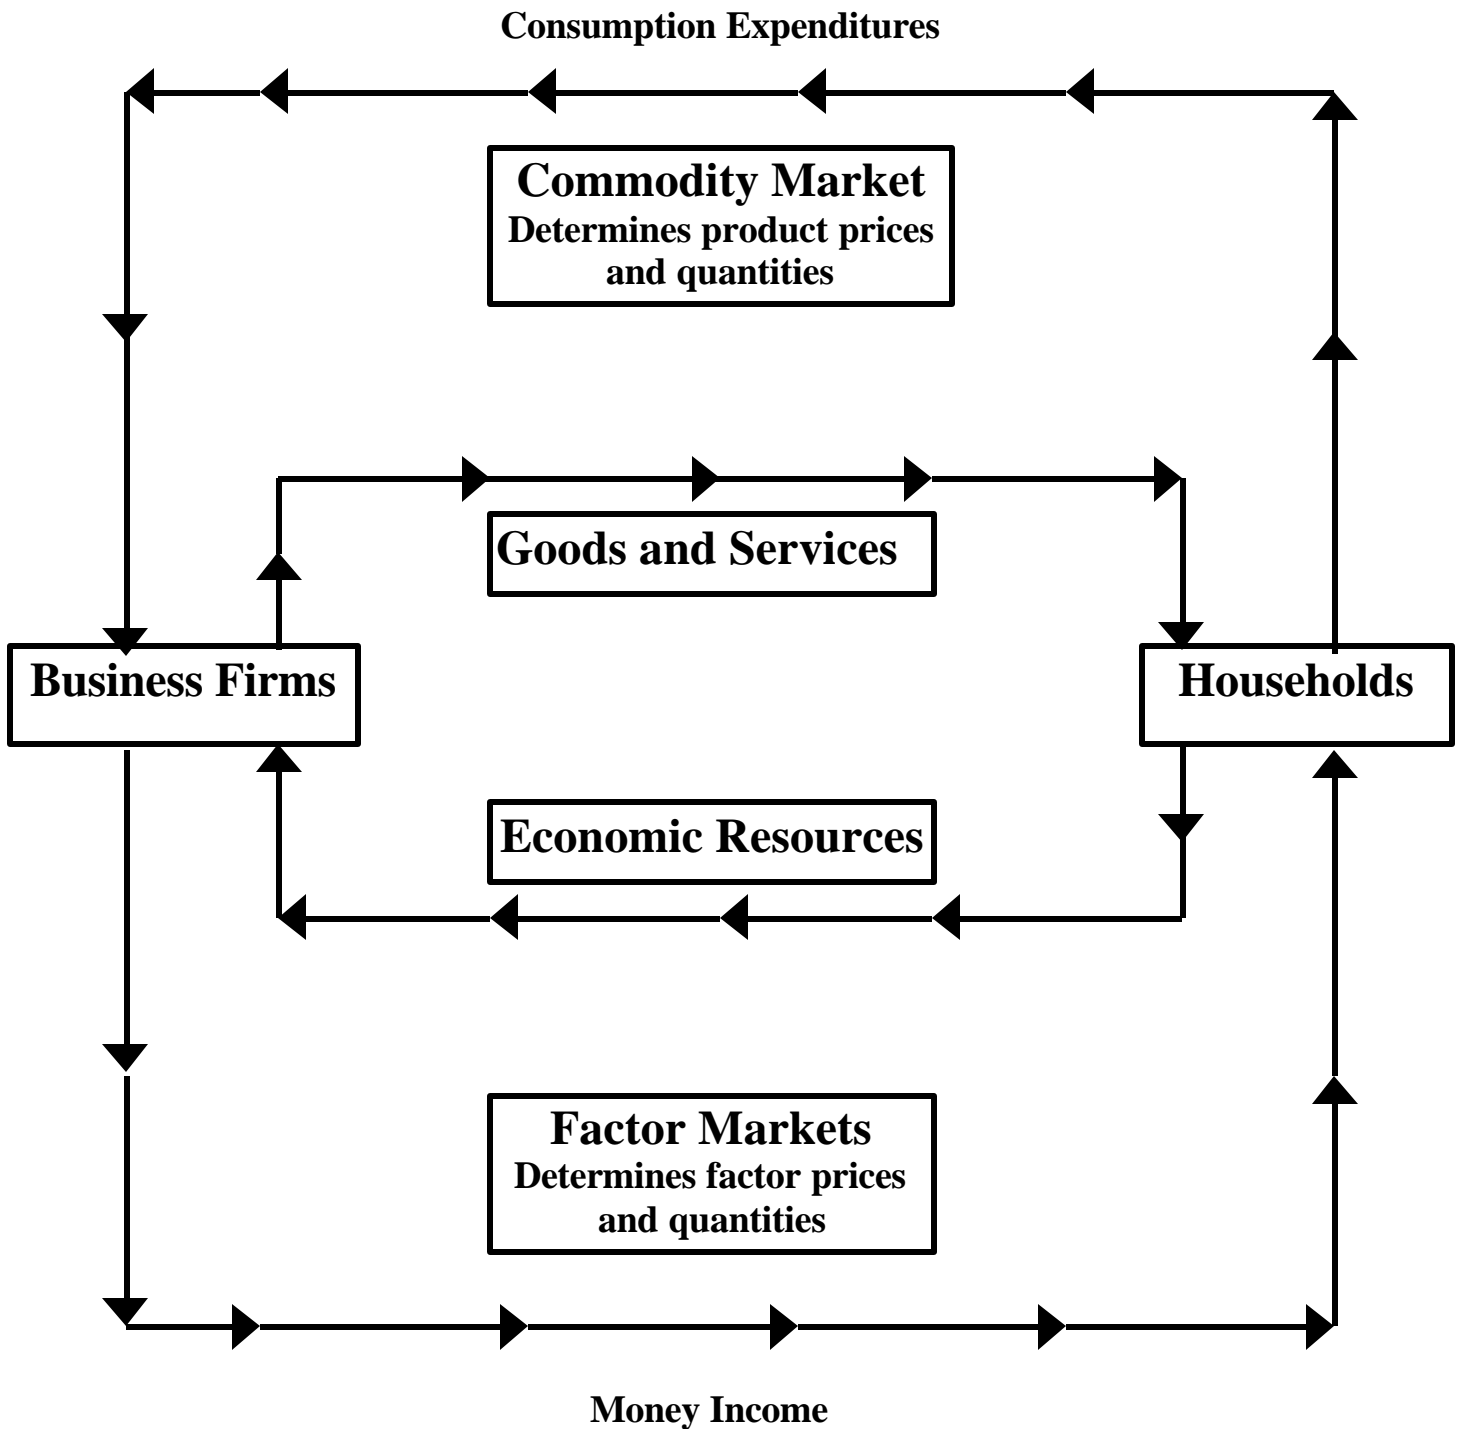 Consumption Expenditures
Commodity Market
Determines product prices
and quantities
Goods and Services
Business Firms
Households
Economic Resources
Factor Markets
Determines factor prices
and quantities
Money Income